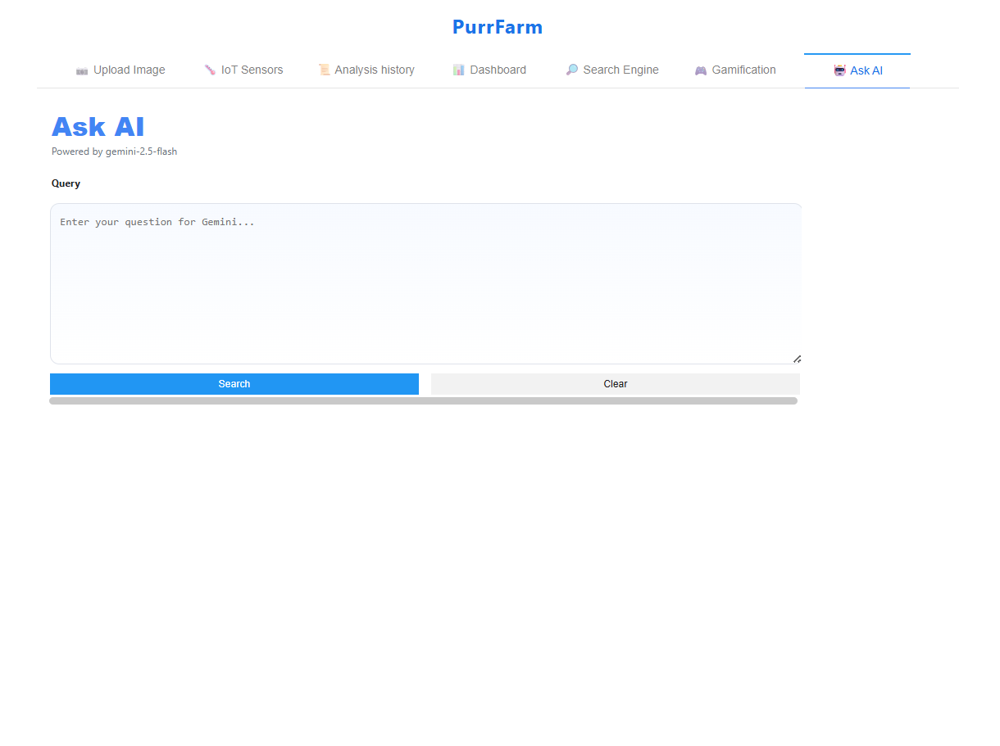 PurrFarm
Upload Image IoT Sensors Analysis history Dashboard Search Engine Gamification Ask AI
Ask AI
Powered by gemini-2.5-flash
Query
Enter your question for Gemini...
Search Clear